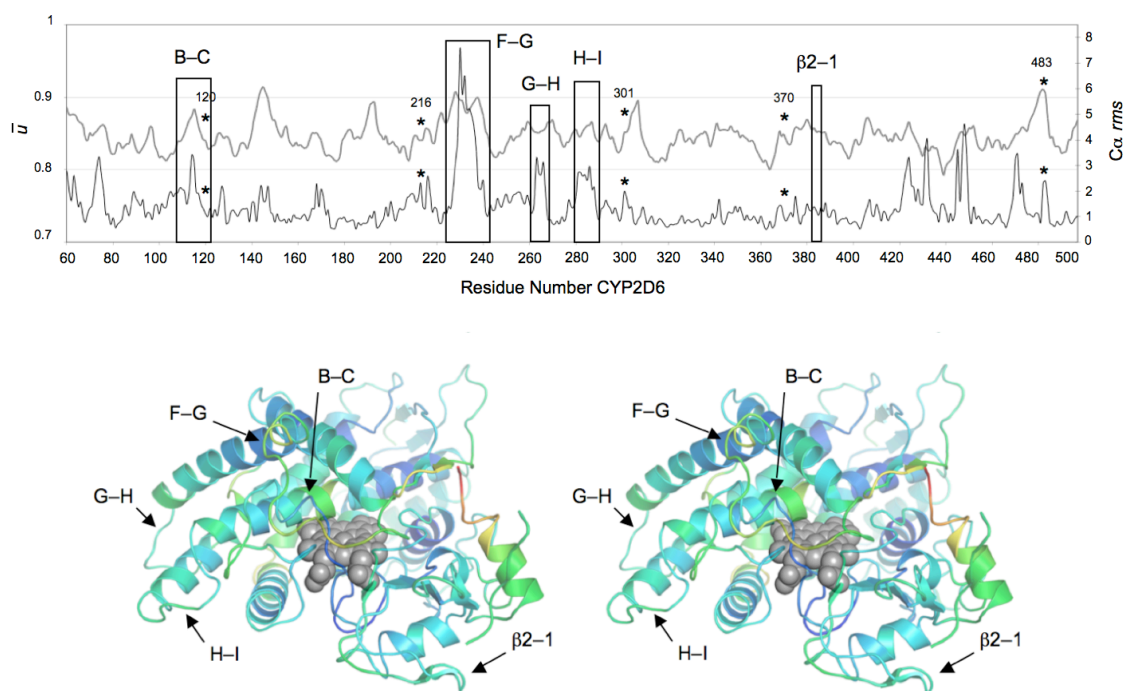 1
0.9
0.8
0.7
ū
B–C
F–G
G–H
H-I
β2–1
120
*
216
*
301
*
370
*
483
*
*
*
*
*
*
8
7
6
5
4
3
2
1
0
Cα rms
60 80 100 120 140 160 180 200 220 240 260 280 300 320 340 360 380 400 420 440 460 480 500
Residue Number CYP2D6
B–C
F–G
G–H
H–I
β2–1
B–C
F–G
G–H
H–I
β2–1